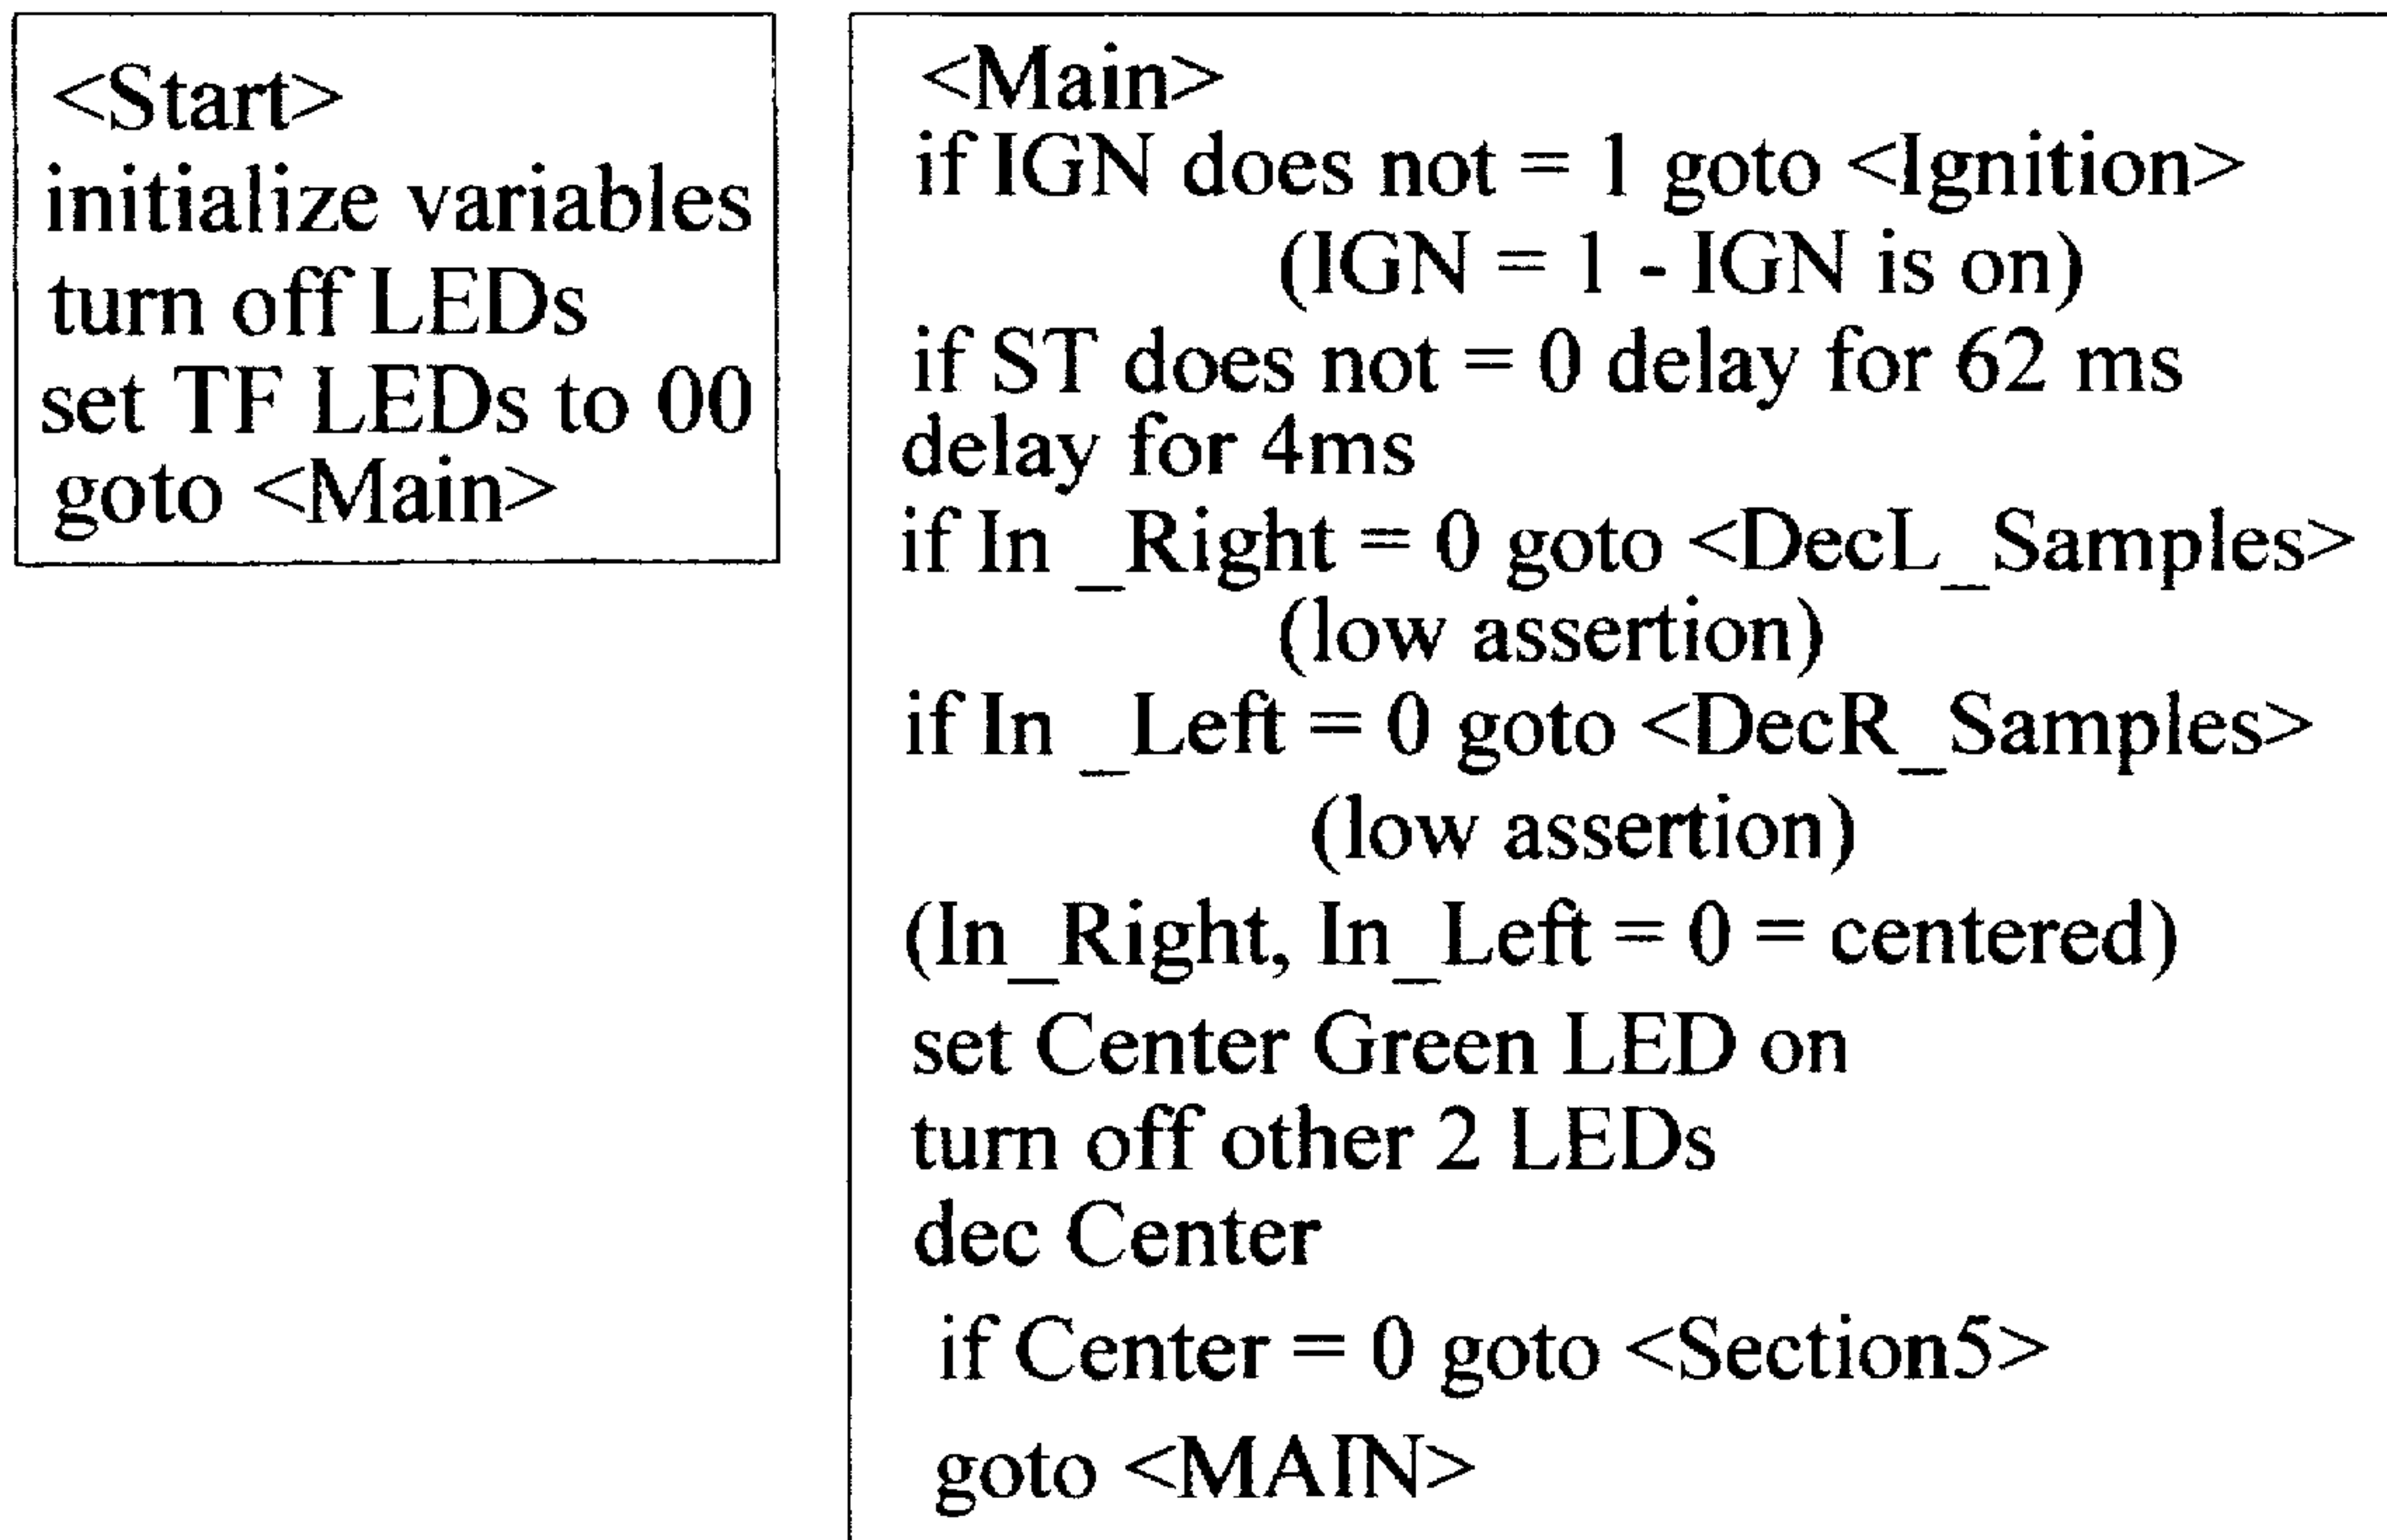 <Start>
initialize variables
turn off LEDs
set TF LEDs to 00
goto <Main>
<Main>
if IGN does not = 1 goto <Ignition>
(IGN = 1 - IGN is on)
if ST does not = 0 delay for 62 ms
delay for 4ms
if In _Right = 0 goto <DecL_Samples>
(low assertion)
if In _Left = 0 goto <DecR_Samples>
(low assertion)
(In_Right, In_Left = 0 = centered)
set Center Green LED on
turn off other 2 LEDs
dec Center
if Center = 0 goto <Section5>
goto <MAIN>